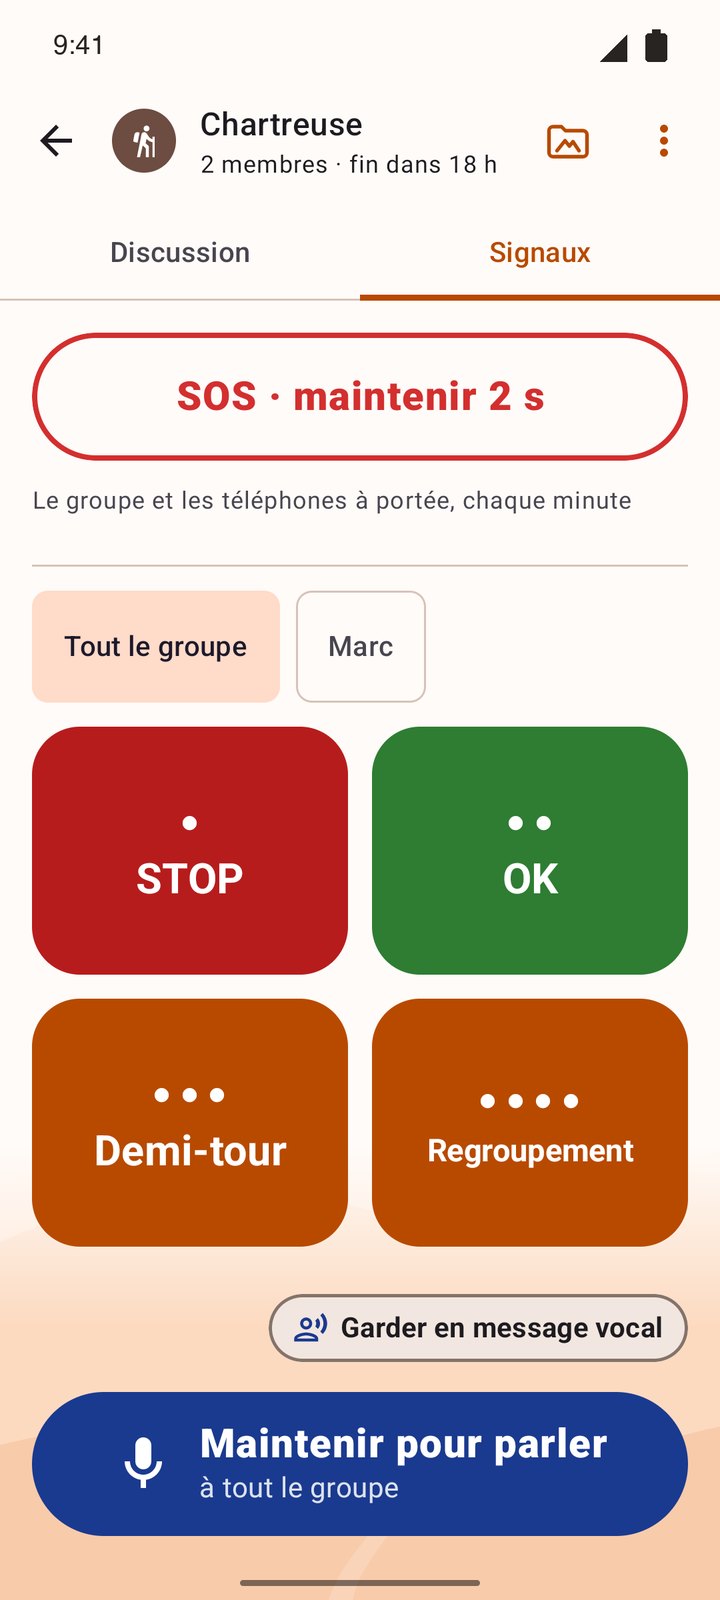 9:41
Chartreuse
2 membres · fin dans 18 h
Discussion
Signaux
SOS · maintenir 2 s
Le groupe et les téléphones à portée, chaque minute
Tout le groupe
Marc
STOP
OK
Demi-tour
Regroupement
Garder en message vocal
Maintenir pour parler
à tout le groupe